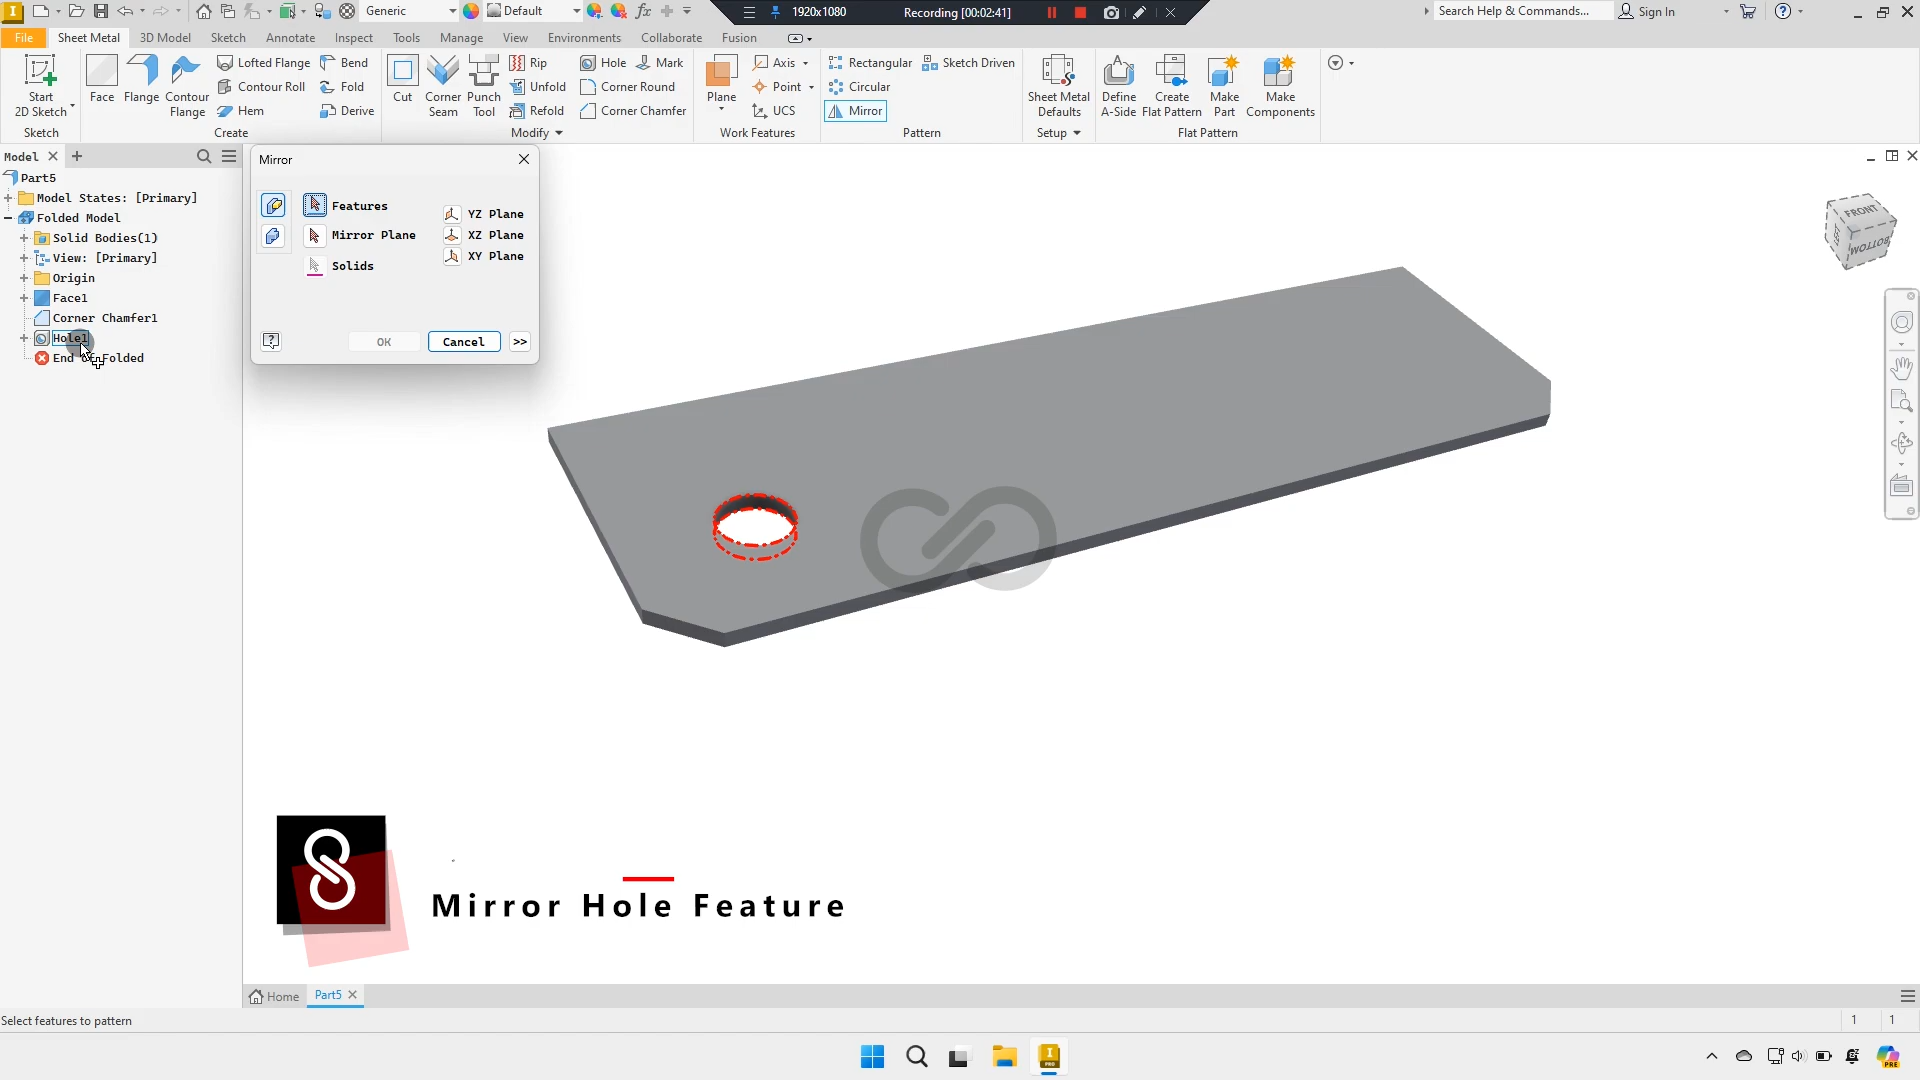 Generic
Default
1920x1080
Recording [00:02:41]
Search Help & Commands...
Sign In
File
Sheet Metal
3D Model
Sketch
Annotate
Inspect
Tools
Manage
View
Environments
Collaborate
Fusion
Start
2D Sketch
Sketch
Face
Flange
Contour
Flange
Lofted Flange
Contour Roll
Hem
Bend
Fold
Derive
Create
Cut
Corner
Seam
Punch
Tool
Rip
Unfold
Refold
Hole
Mark
Corner Round
Corner Chamfer
Modify
Plane
Axis
Point
UCS
Work Features
Rectangular
Circular
Mirror
Sketch Driven
Pattern
Sheet Metal
Defaults
Setup
Define
A-Side
Create
Flat Pattern
Make
Part
Make
Components
Flat Pattern
Model
Part5
Model States: [Primary]
Folded Model
Solid Bodies(1)
View: [Primary]
Origin
Face1
Corner Chamfer1
Hole1
End of Folded
Mirror
Features
Mirror Plane
Solids
YZ Plane
XZ Plane
XY Plane
OK
Cancel
>>
FRONT
BOTTOM
Mirror Hole Feature
Home
Part5
Select features to pattern
1
1